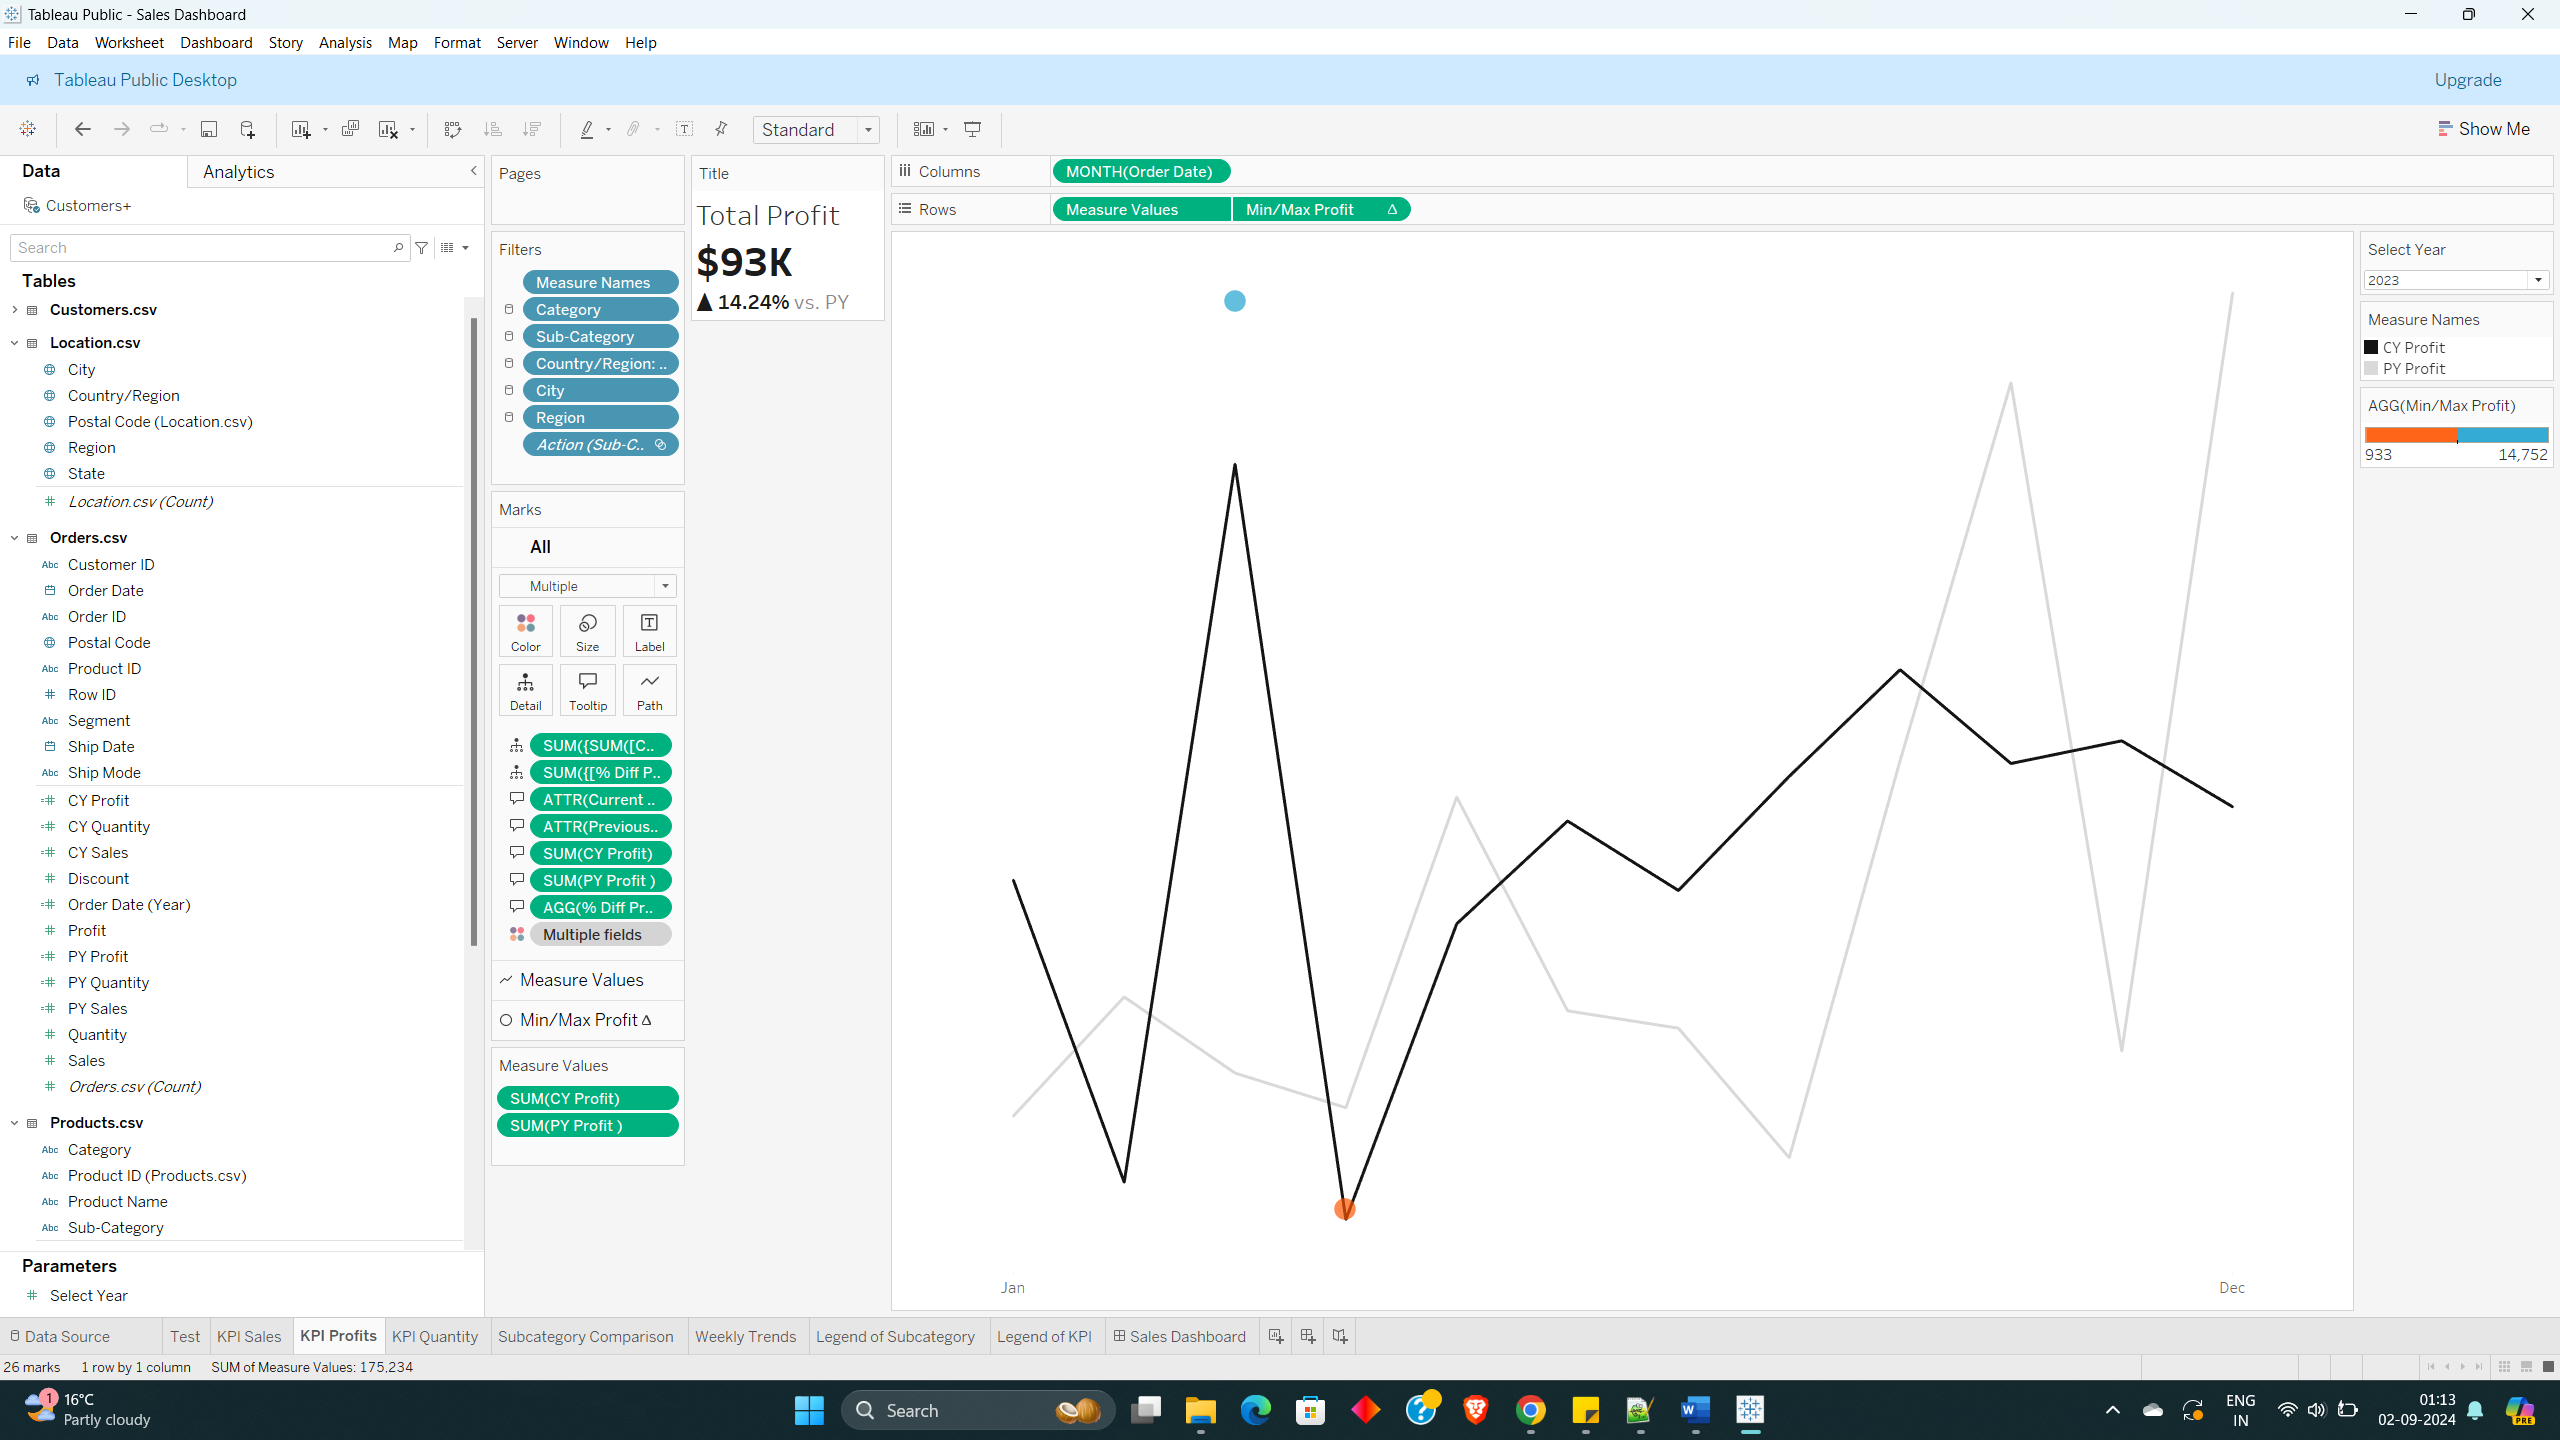 Tableau Public - Sales Dashboard
File Data Worksheet Dashboard Story Analysis Map Format Server Window Help
Tableau Public Desktop
Upgrade
Standard
Show Me
Data
Analytics
Customers+
Search
Tables
Customers.csv
Location.csv
City
Country/Region
Postal Code (Location.csv)
Region
State
Location.csv (Count)
Orders.csv
Abc Customer ID
Order Date
Abc Order ID
Postal Code
Abc Product ID
Row ID
Abc Segment
Ship Date
Abc Ship Mode
CY Profit
CY Quantity
CY Sales
Discount
Order Date (Year)
Profit
PY Profit
PY Quantity
PY Sales
Quantity
Sales
Orders.csv (Count)
Products.csv
Abc Category
Abc Product ID (Products.csv)
Abc Product Name
Abc Sub-Category
Parameters
Select Year
Pages
Filters
Measure Names
Category
Sub-Category
Country/Region: ..
City
Region
Action (Sub-C..
Marks
All
Multiple
Color Size Label
Detail Tooltip Path
SUM({SUM([C..
SUM({[% Diff P..
ATTR(Current ..
ATTR(Previous..
SUM(CY Profit)
SUM(PY Profit )
AGG(% Diff Pr..
Multiple fields
Measure Values
Min/Max Profit Δ
Measure Values
SUM(CY Profit)
SUM(PY Profit )
Title
Total Profit
$93K
▲ 14.24% vs. PY
Columns
MONTH(Order Date)
Rows
Measure Values
Min/Max Profit Δ
Jan
Dec
Select Year
2023
Measure Names
CY Profit
PY Profit
AGG(Min/Max Profit)
933 14,752
Data Source Test KPI Sales KPI Profits KPI Quantity Subcategory Comparison Weekly Trends Legend of Subcategory Legend of KPI Sales Dashboard
26 marks 1 row by 1 column SUM of Measure Values: 175,234
1
16°C
Partly cloudy
Search
W
PRE
ENG
IN
01:13
02-09-2024